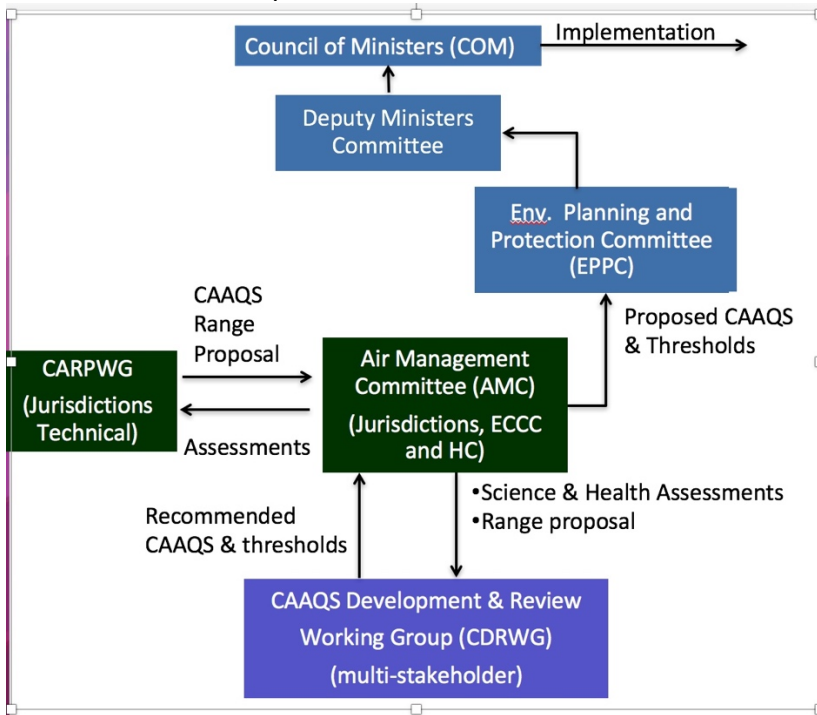 Council of Ministers (COM)
Implementation
Deputy Ministers
Committee
Env. Planning and
Protection Committee
(EPPC)
CAAQS
Range
Proposal
Proposed CAAQS
& Thresholds
CARPWG
(Jurisdictions
Technical)
Air Management
Committee (AMC)
(Jurisdictions, ECCC
and HC)
Assessments
•Science & Health Assessments
•Range proposal
Recommended
CAAQS & thresholds
CAAQS Development & Review
Working Group (CDRWG)
(multi-stakeholder)